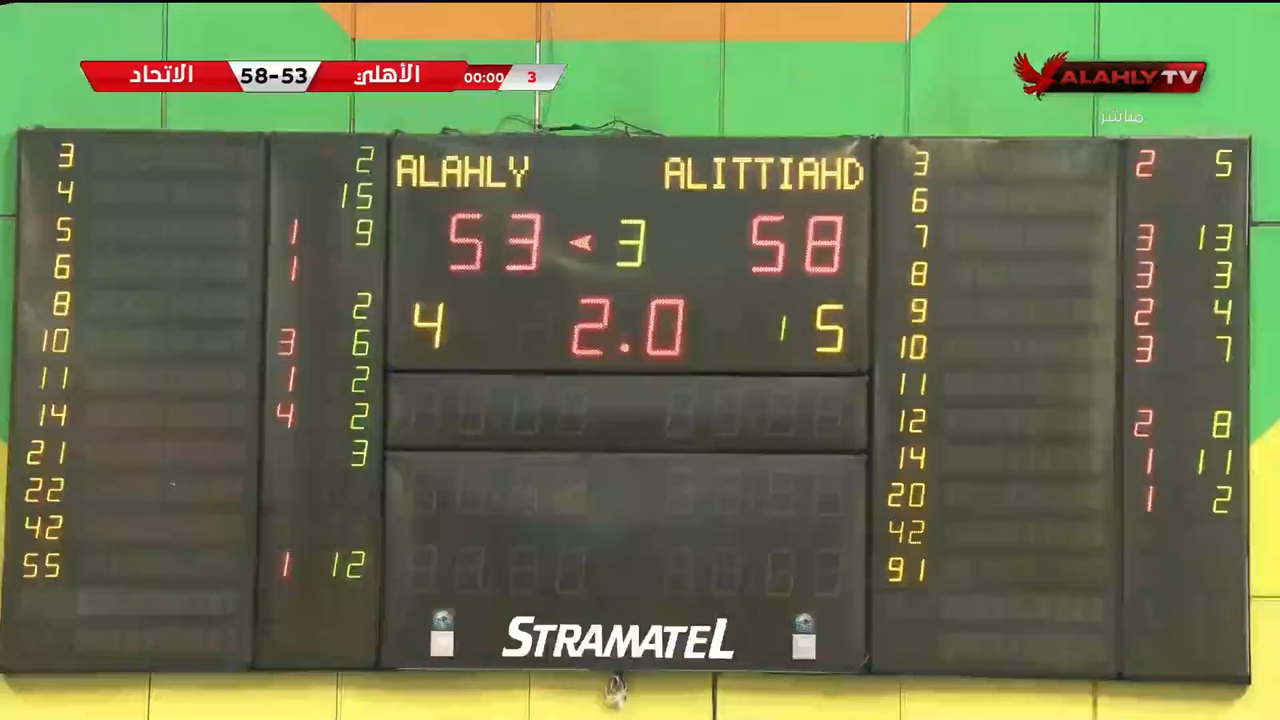 الاتحاد 58-53 الأهلي 00:00 3
ALAHLY TV
مباشر
ALAHLY ALITTIAHD
53 3 58
4 2.0 1 5
3 2
4 15
5 1 9
6 1
8 2
10 3 6
11 1 2
14 4 2
21 3
22
42
55 1 12
3 2 5
6
7 3 13
8 3 3
9 2 4
10 3 7
11
12 2 8
14 1 11
20 1 2
42
91
STRAMATEL